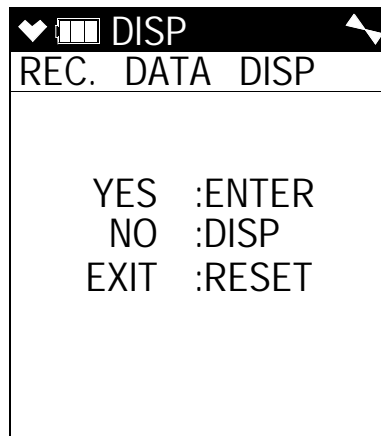 DISP
REC. DATA DISP
YES :ENTER
NO :DISP
EXIT :RESET